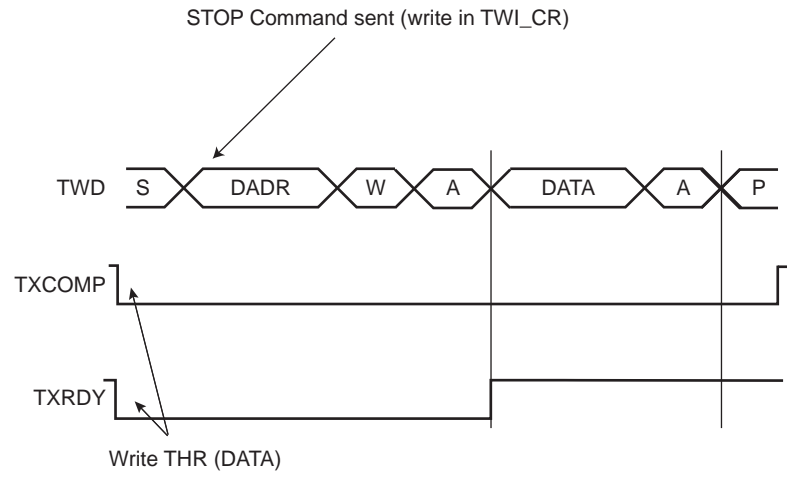 STOP Command sent (write in TWI_CR)
TWD S DADR W A DATA A P
TXCOMP
TXRDY
Write THR (DATA)